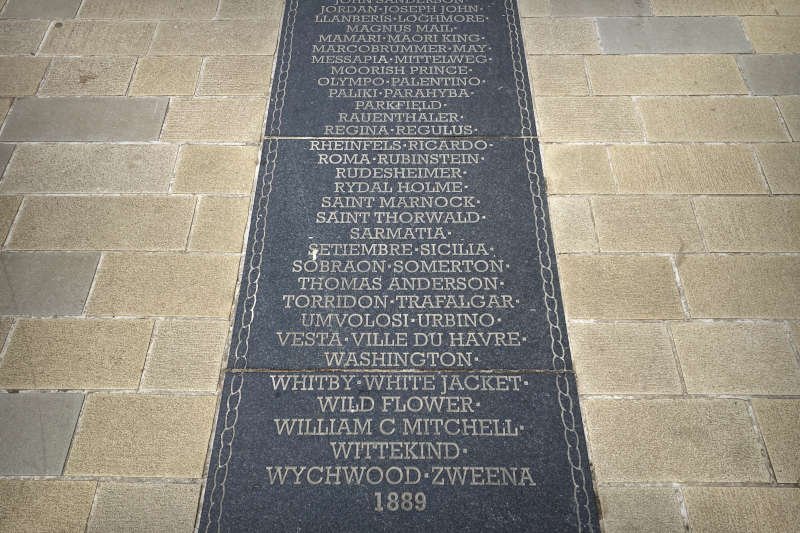 JOHN SANDERSON·
JORDAN·JOSEPH JOHN·
LLANBERIS·LOCHMORE·
MAGNUS MAIL·
MAMARI·MAORI KING·
MARCOBRUMMER·MAY·
MESSAPIA·MITTELWEG·
MOORISH PRINCE·
OLYMPO·PALENTINO·
PALIKI·PARAHYBA·
PARKFIELD·
RAUENTHALER·
REGINA·REGULUS·
RHEINFELS·RICARDO·
ROMA·RUBINSTEIN·
RUDESHEIMER·
RYDAL HOLME·
SAINT MARNOCK·
SAINT THORWALD·
SARMATIA·
SETIEMBRE·SICILIA·
SOBRAON·SOMERTON·
THOMAS ANDERSON·
TORRIDON·TRAFALGAR·
UMVOLOSI·URBINO·
VESTA·VILLE DU HAVRE·
WASHINGTON·
WHITBY·WHITE JACKET·
WILD FLOWER·
WILLIAM C MITCHELL·
WITTEKIND·
WYCHWOOD·ZWEENA
1889